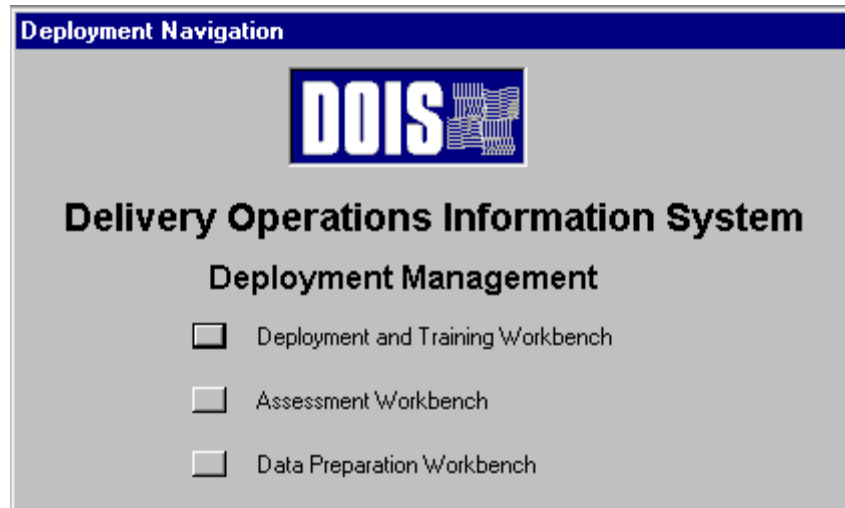 Deployment Navigation
DOIS
Delivery Operations Information System
Deployment Management
Deployment and Training Workbench
Assessment Workbench
Data Preparation Workbench